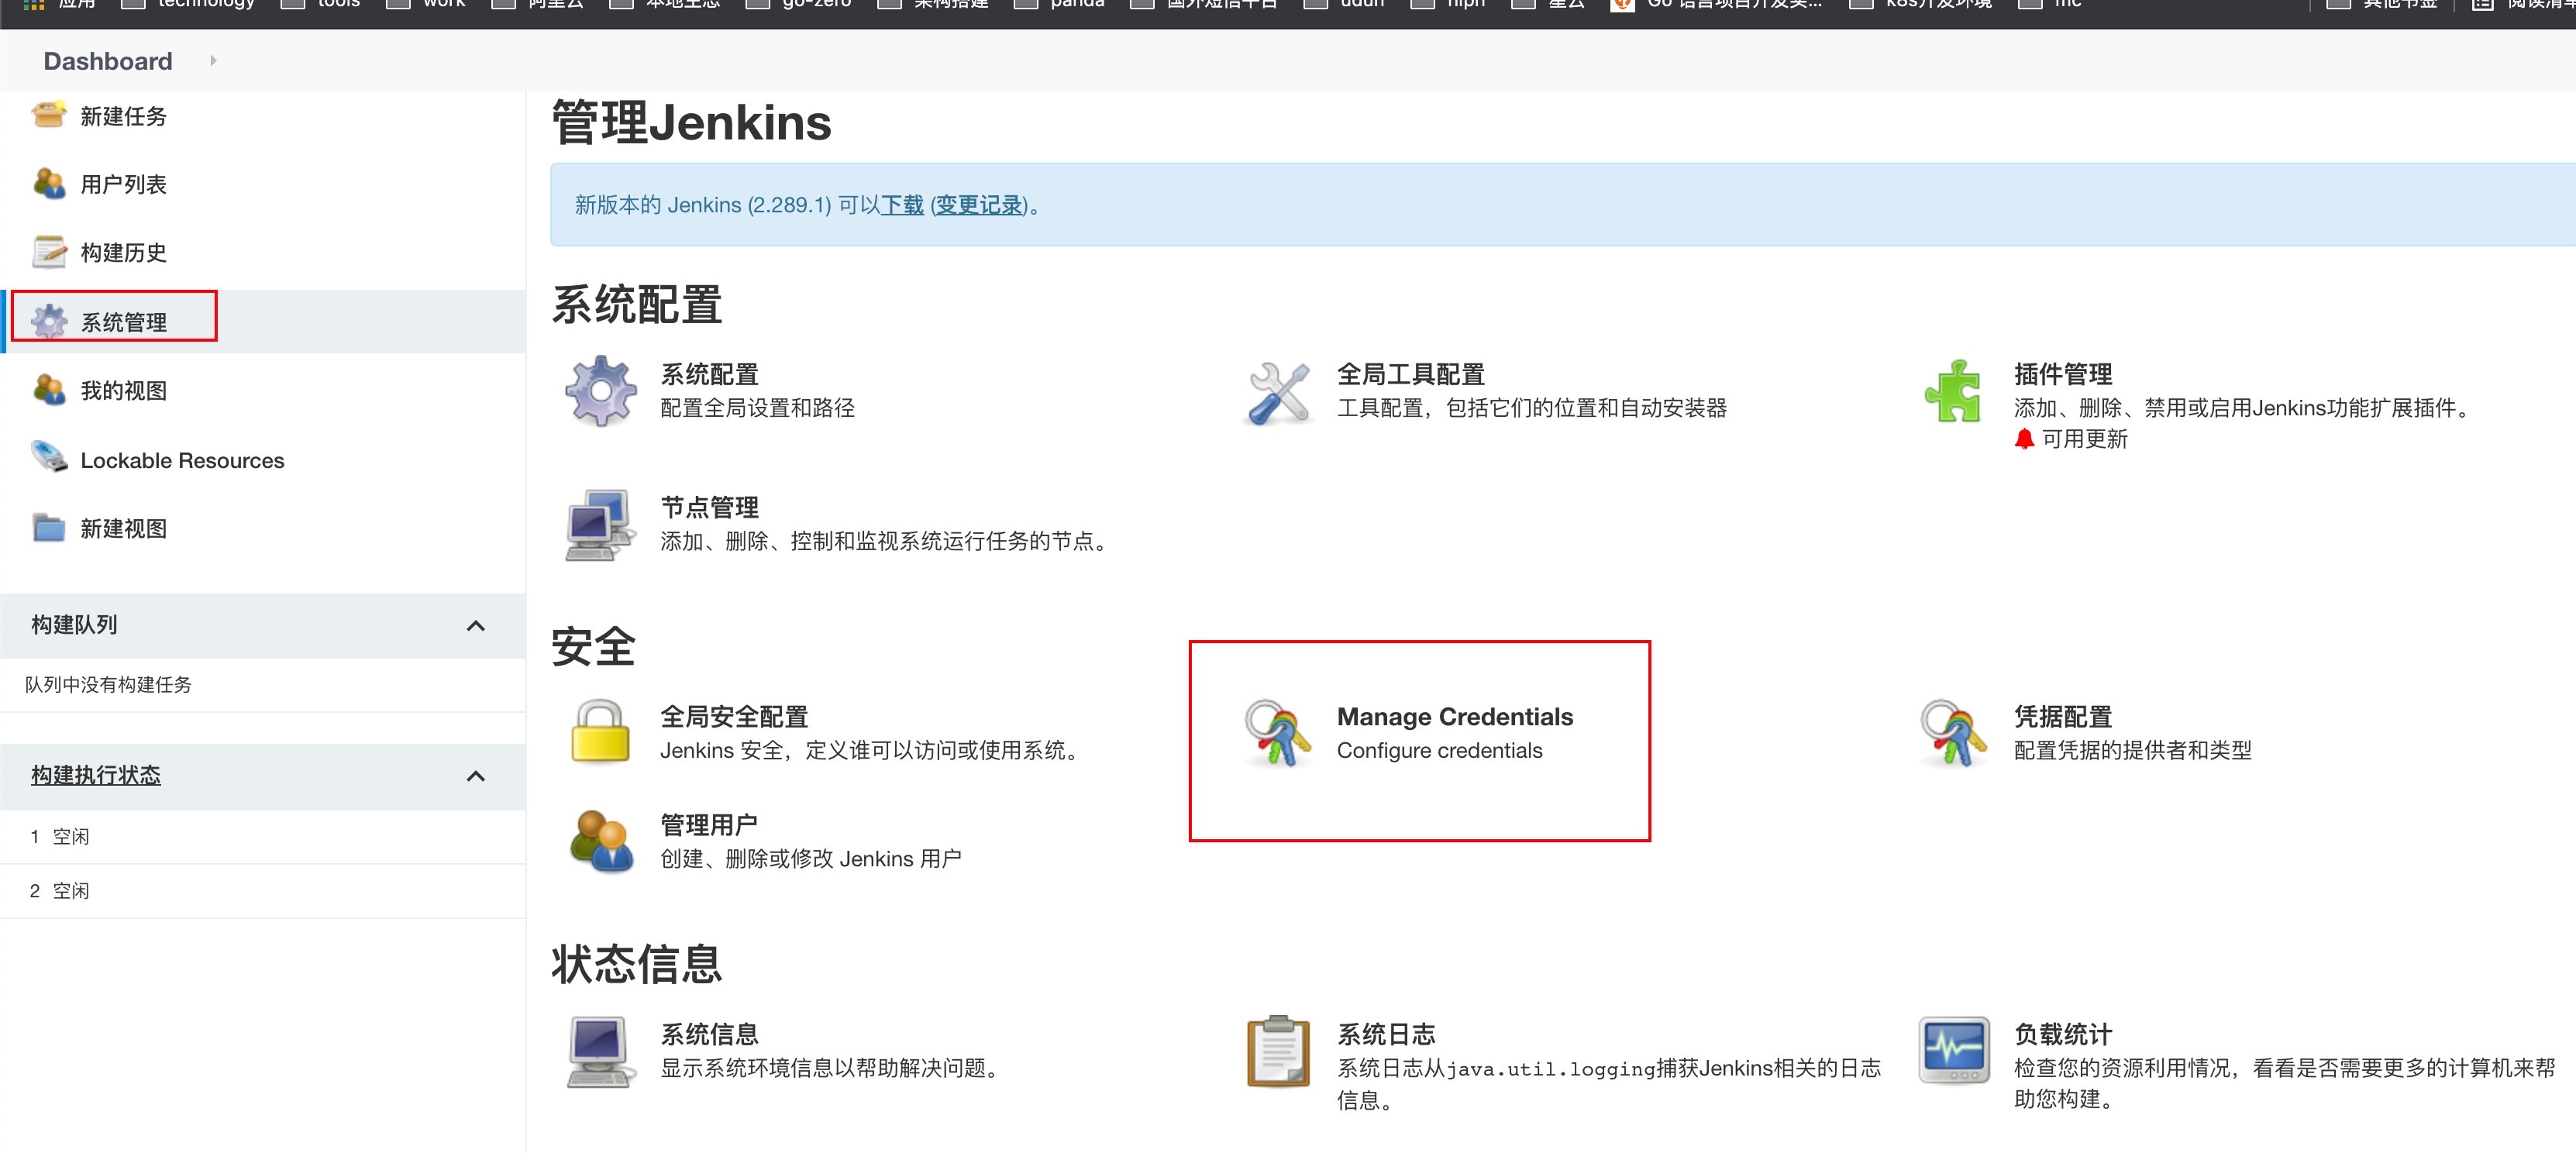 应用 technology tools work 阿里云 本地生态 go-zero 架构搭建 panda 国外短信平台 udun hiph 星云 Go 语言项目开发实... k8s开发环境 mc 其他书签 阅读清单
Dashboard
新建任务
用户列表
构建历史
系统管理
我的视图
Lockable Resources
新建视图
构建队列
队列中没有构建任务
构建执行状态
1 空闲
2 空闲
管理Jenkins
新版本的 Jenkins (2.289.1) 可以下载 (变更记录)。
系统配置
系统配置
配置全局设置和路径
全局工具配置
工具配置，包括它们的位置和自动安装器
插件管理
添加、删除、禁用或启用Jenkins功能扩展插件。
可用更新
节点管理
添加、删除、控制和监视系统运行任务的节点。
安全
全局安全配置
Jenkins 安全，定义谁可以访问或使用系统。
Manage Credentials
Configure credentials
凭据配置
配置凭据的提供者和类型
管理用户
创建、删除或修改 Jenkins 用户
状态信息
系统信息
显示系统环境信息以帮助解决问题。
系统日志
系统日志从java.util.logging捕获Jenkins相关的日志
信息。
负载统计
检查您的资源利用情况，看看是否需要更多的计算机来帮
助您构建。